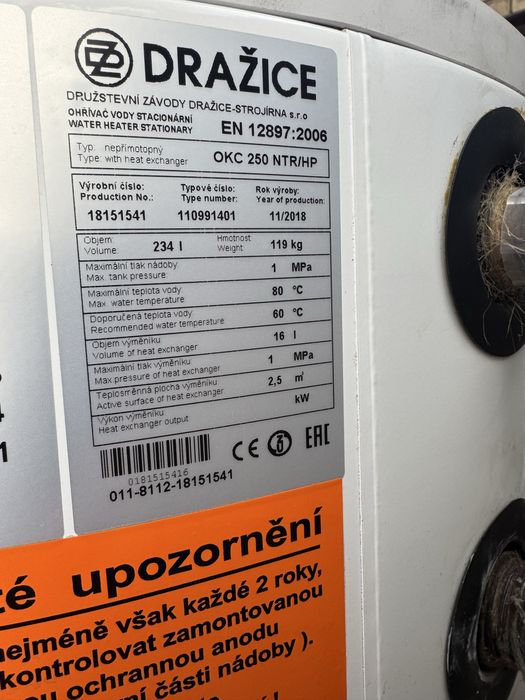 DRAŽICE
DRUŽSTEVNÍ ZÁVODY DRAŽICE-STROJÍRNA s.r.o
OHŘÍVAČ VODY STACIONÁRNÍ
WATER HEATER STATIONARY
EN 12897:2006
Typ: nepřímotopný
Type: with heat exchanger
OKC 250 NTR/HP
Výrobní číslo: Typové číslo: Rok výroby:
Production No.: Type number: Year of production:
18151541 110991401 11/2018
Objem:
Volume:
234 l
Hmotnost
Weight:
119 kg
Maximální tlak nádoby
Max. tank pressure:
1 MPa
Maximální teplota vody
Max. water temperature:
80 °C
Doporučená teplota vody
Recommended water temperature:
60 °C
Objem výměníku
Volume of heat exchanger:
16 l
Maximální tlak výměníku
Max pressure of heat exchanger:
1 MPa
Teplosměnná plocha výměníku
Active surface of heat exchanger:
2,5 m²
Výkon výměníku
Heat exchanger output
kW
0181515416
011-8112-18151541
CE EAC
té upozornění
nejméně však každé 2 roky,
kontrolovat zamontovanou
ou ochrannou anodu
ní části nádoby ).